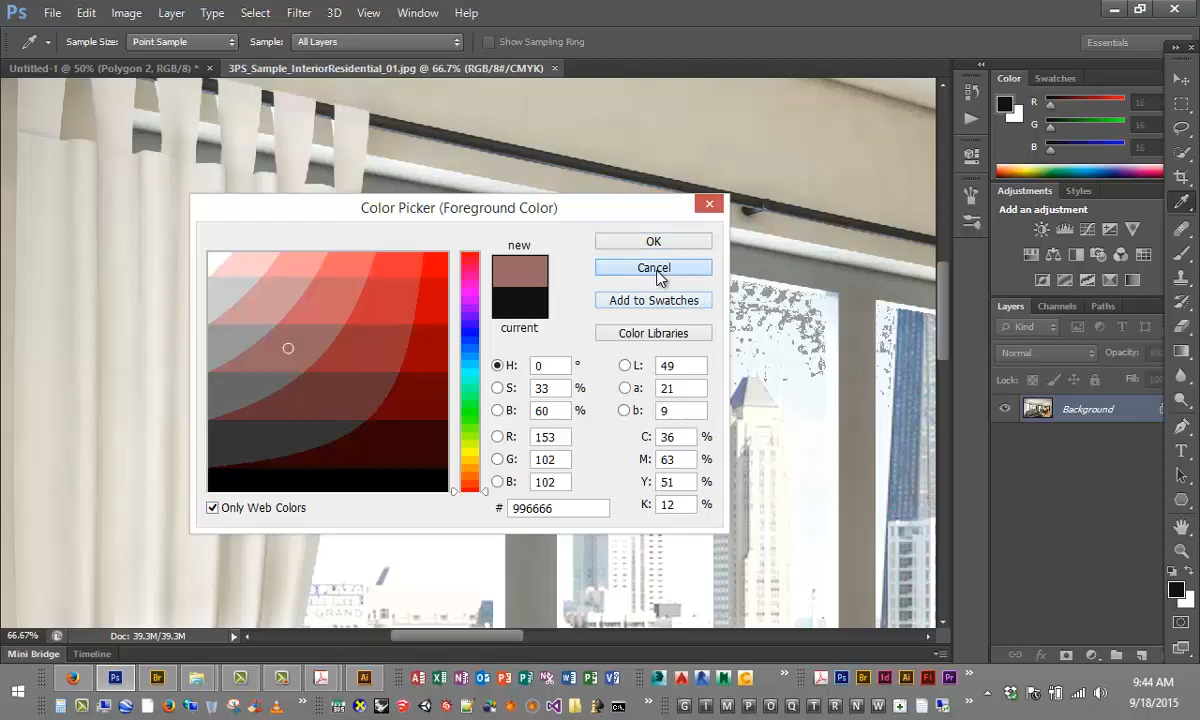 Ps File Edit Image Layer Type Select Filter 3D View Window Help
Sample Size: Point Sample Sample: All Layers Show Sampling Ring Essentials
Untitled-1 @ 50% (Polygon 2, RGB/8) * × 3PS_Sample_InteriorResidential_01.jpg @ 66.7% (RGB/8#/CMYK) ×
Color Swatches
R 16
G 16
B 16
Adjustments Styles
Add an adjustment
Layers Channels Paths
Kind
Normal Opacity:
Lock: Fill:
Background
Color Picker (Foreground Color)
new
current
OK
Cancel
Add to Swatches
Color Libraries
H: 0 ° L: 49
S: 33 % a: 21
B: 60 % b: 9
R: 153 C: 36 %
G: 102 M: 63 %
B: 102 Y: 51 %
# 996666 K: 12 %
Only Web Colors
GRAND
66.67% Doc: 39.3M/39.3M
Mini Bridge Timeline
9:44 AM
9/18/2015